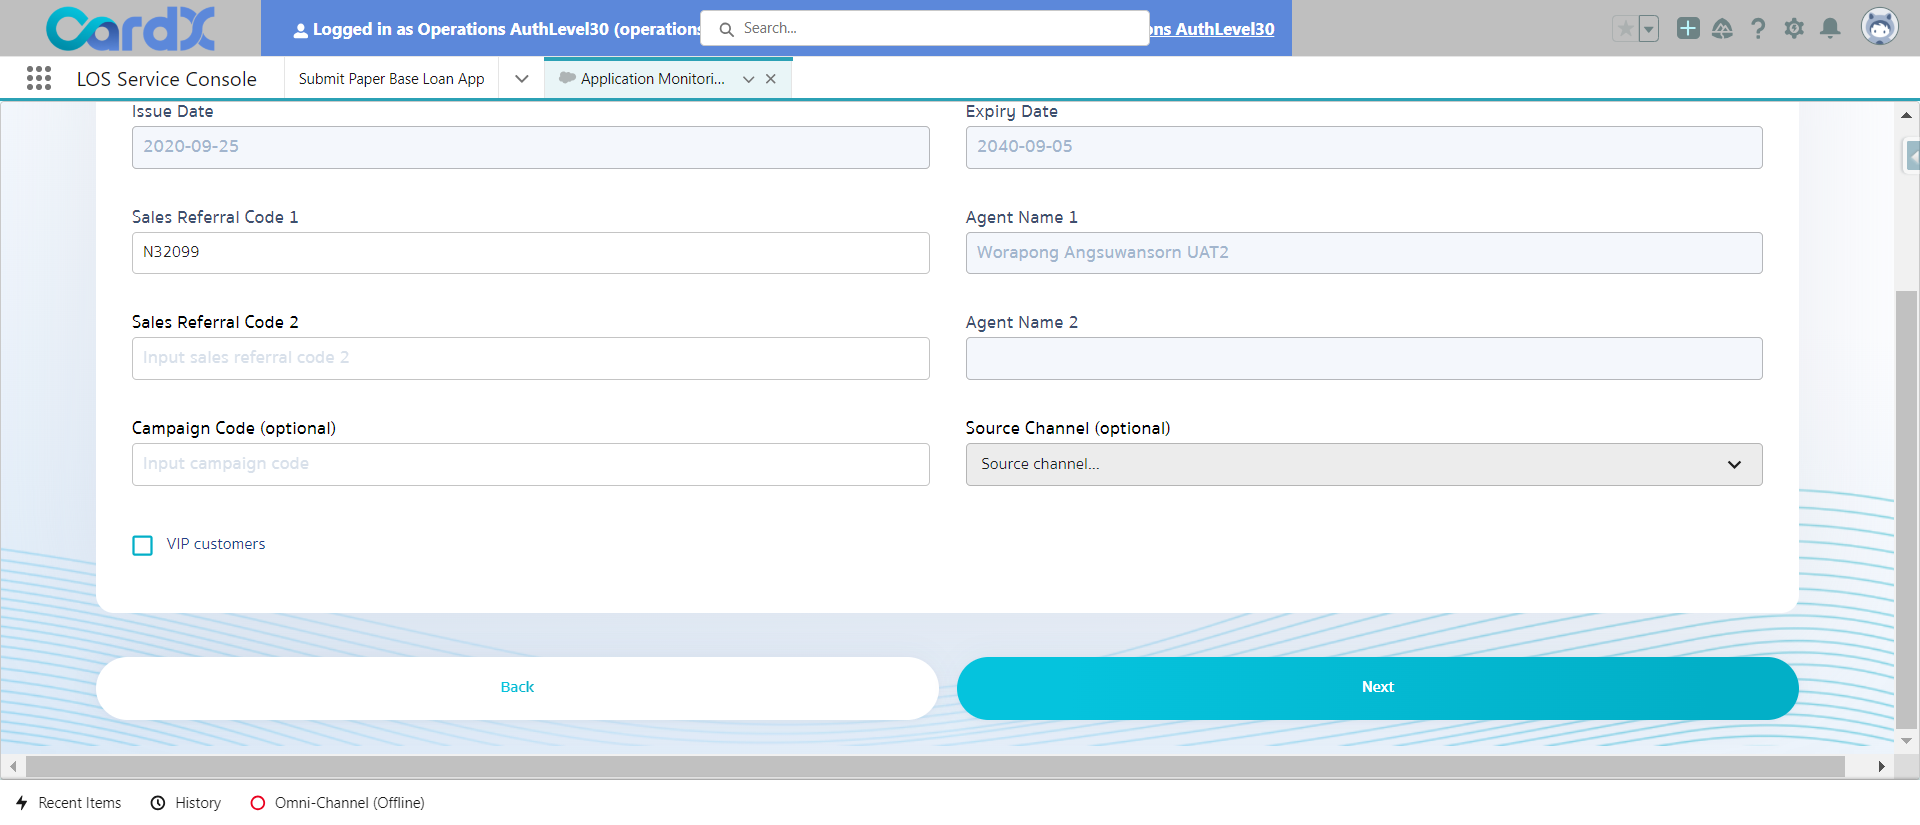 CardX
Logged in as Operations AuthLevel30 (operations
Search...
ns AuthLevel30
LOS Service Console
Submit Paper Base Loan App
Application Monitori...
Issue Date
Expiry Date
2020-09-25
2040-09-05
Sales Referral Code 1
Agent Name 1
N32099
Worapong Angsuwansorn UAT2
Sales Referral Code 2
Agent Name 2
Input sales referral code 2
Campaign Code (optional)
Source Channel (optional)
Input campaign code
Source channel...
VIP customers
Back
Next
Recent Items
History
Omni-Channel (Offline)